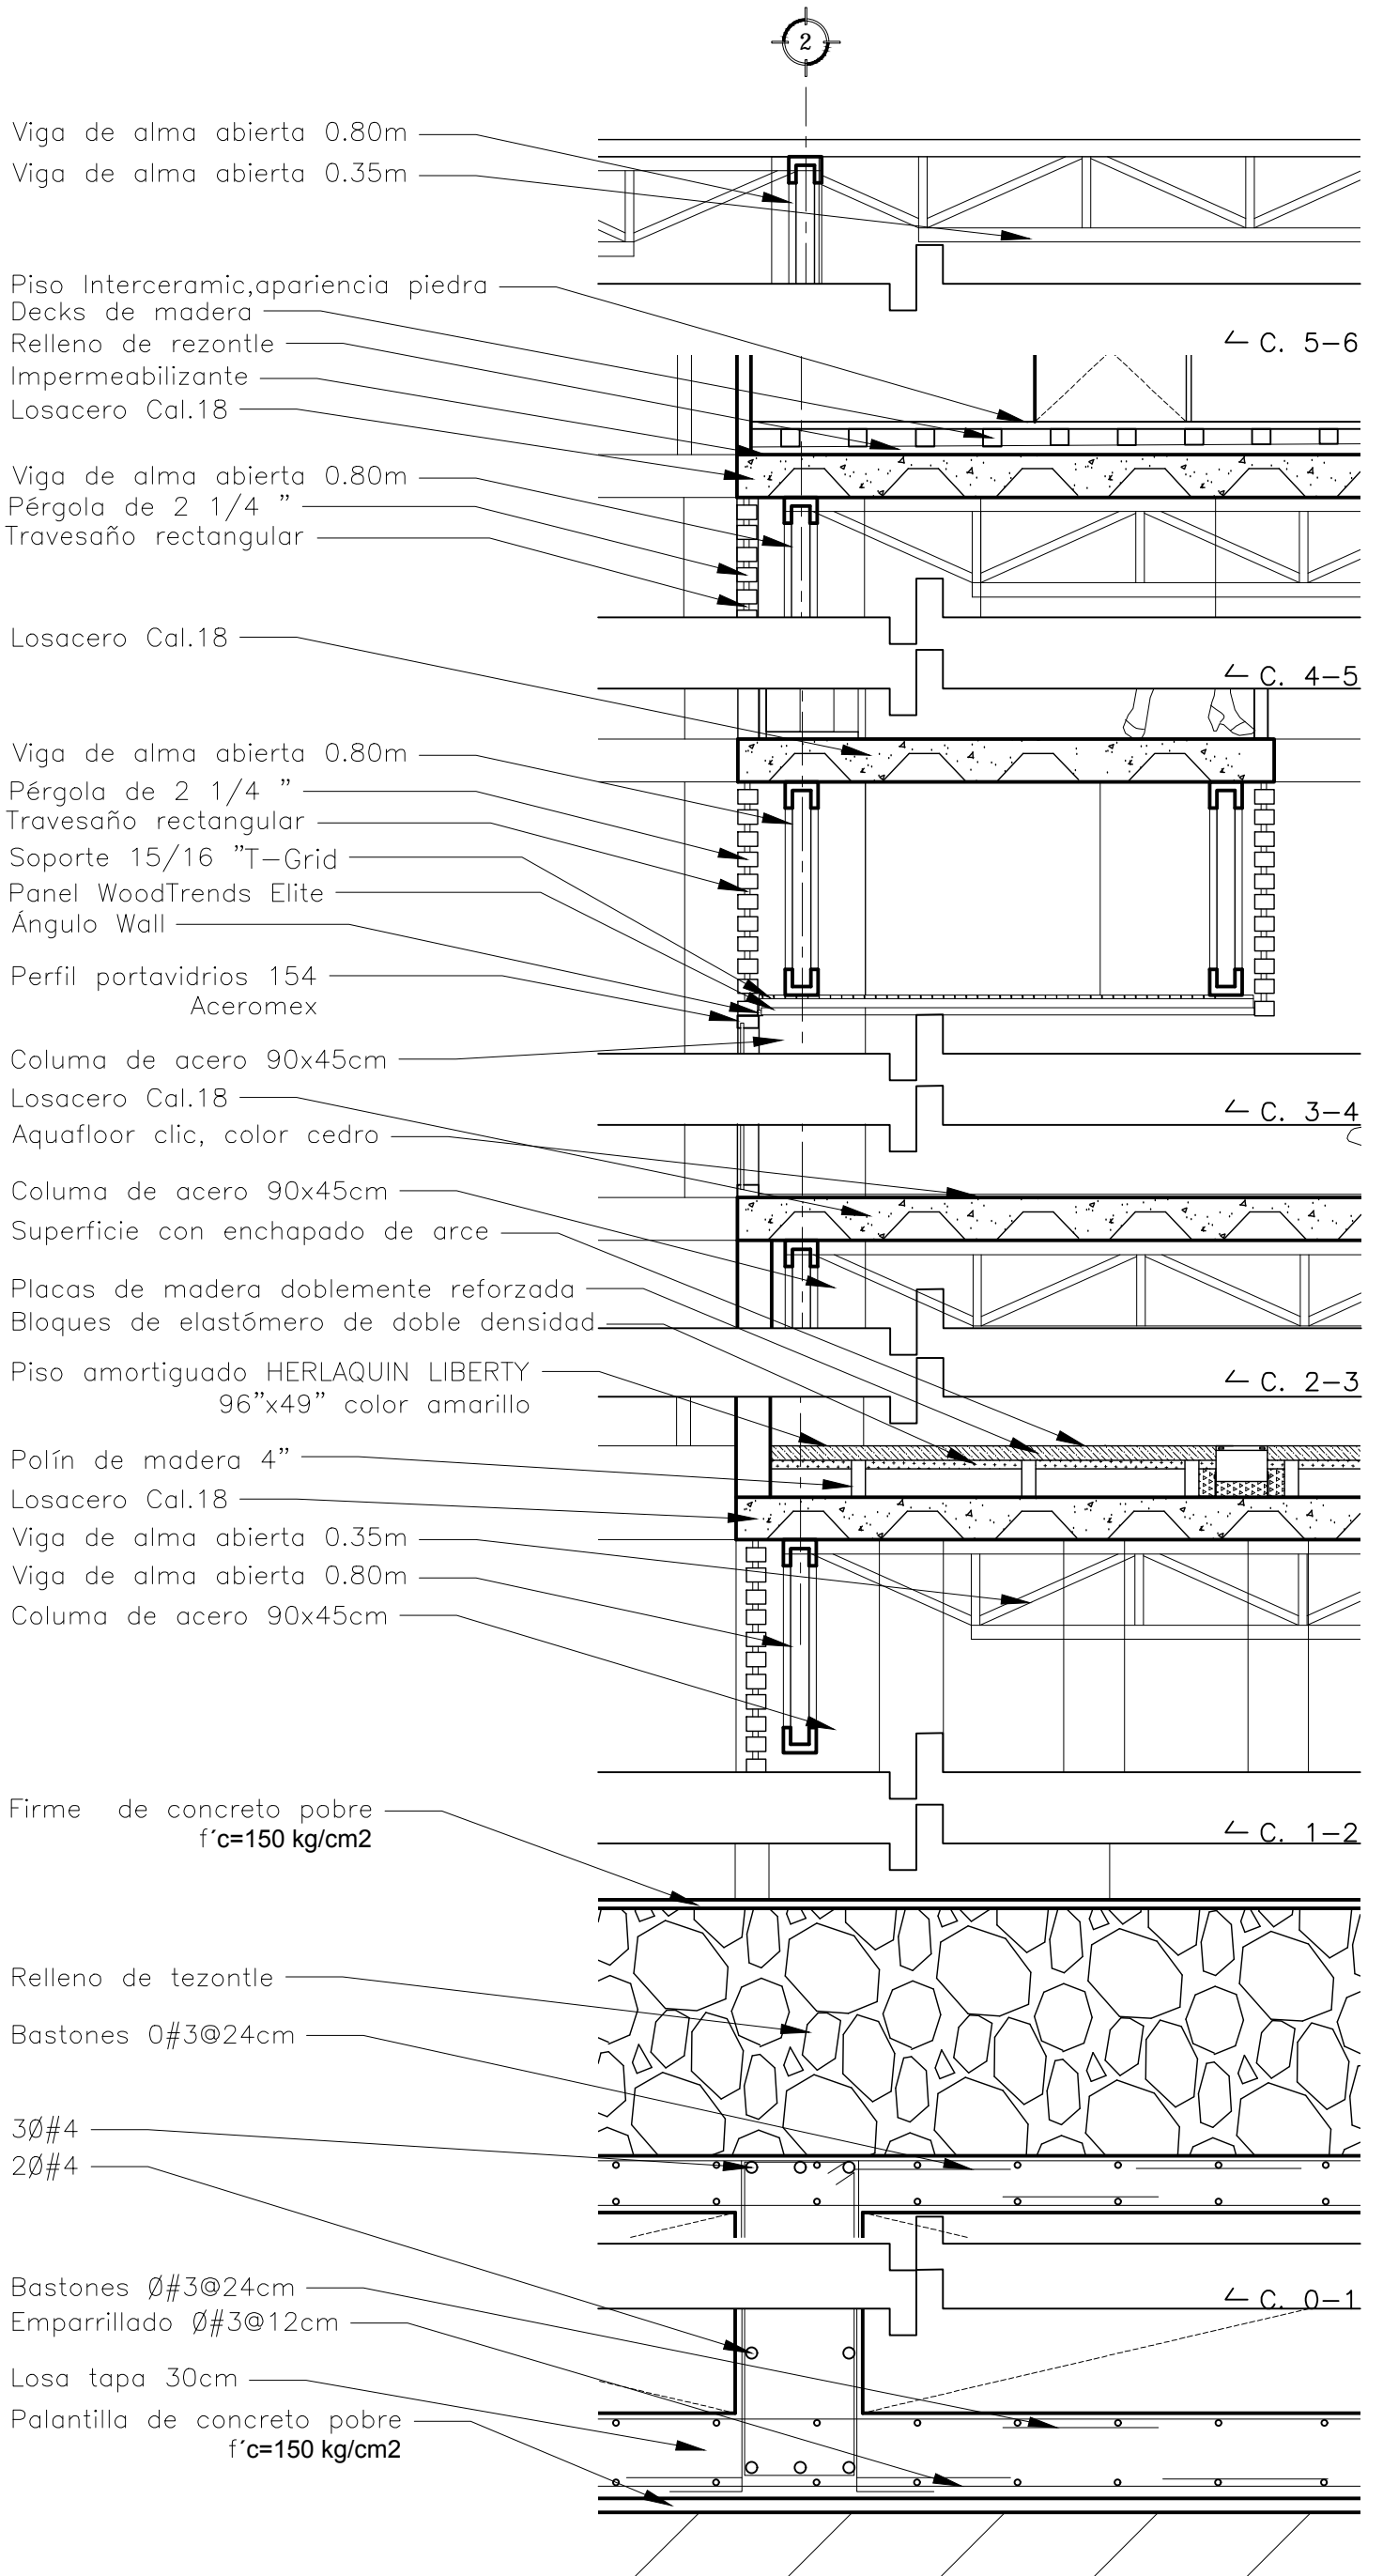 2
Viga de alma abierta 0.80m
Viga de alma abierta 0.35m
Piso Interceramic,apariencia piedra
Decks de madera
Relleno de rezontle
C. 5-6
Impermeabilizante
Losacero Cal.18
Viga de alma abierta 0.80m
Pérgola de 2 1/4 "
Travesaño rectangular
Losacero Cal.18
C. 4-5
Viga de alma abierta 0.80m
Pérgola de 2 1/4 "
Travesaño rectangular
Soporte 15/16 "T-Grid
Panel WoodTrends Elite
Ángulo Wall
Perfil portavidrios 154
Aceromex
Columa de acero 90x45cm
Losacero Cal.18
C. 3-4
Aquafloor clic, color cedro
Columa de acero 90x45cm
Superficie con enchapado de arce
Placas de madera doblemente reforzada
Bloques de elastómero de doble densidad
Piso amortiguado HERLAQUIN LIBERTY
96"x49" color amarillo
C. 2-3
Polín de madera 4"
Losacero Cal.18
Viga de alma abierta 0.35m
Viga de alma abierta 0.80m
Columa de acero 90x45cm
Firme de concreto pobre
f´c=150 kg/cm2
C. 1-2
Relleno de tezontle
Bastones 0#3@24cm
3Ø#4
2Ø#4
Bastones Ø#3@24cm
C. 0-1
Emparrillado Ø#3@12cm
Losa tapa 30cm
Palantilla de concreto pobre
f´c=150 kg/cm2